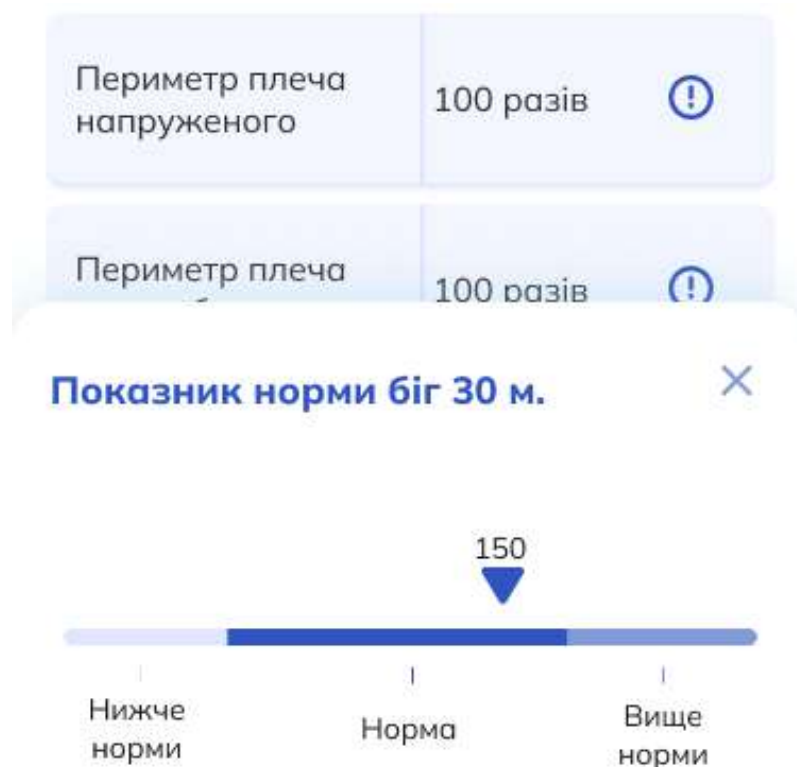 Периметр плеча
напруженого
100 разів
Периметр плеча
100 разів
Показник норми біг 30 м.
150
Нижче
норми
Норма
Вище
норми